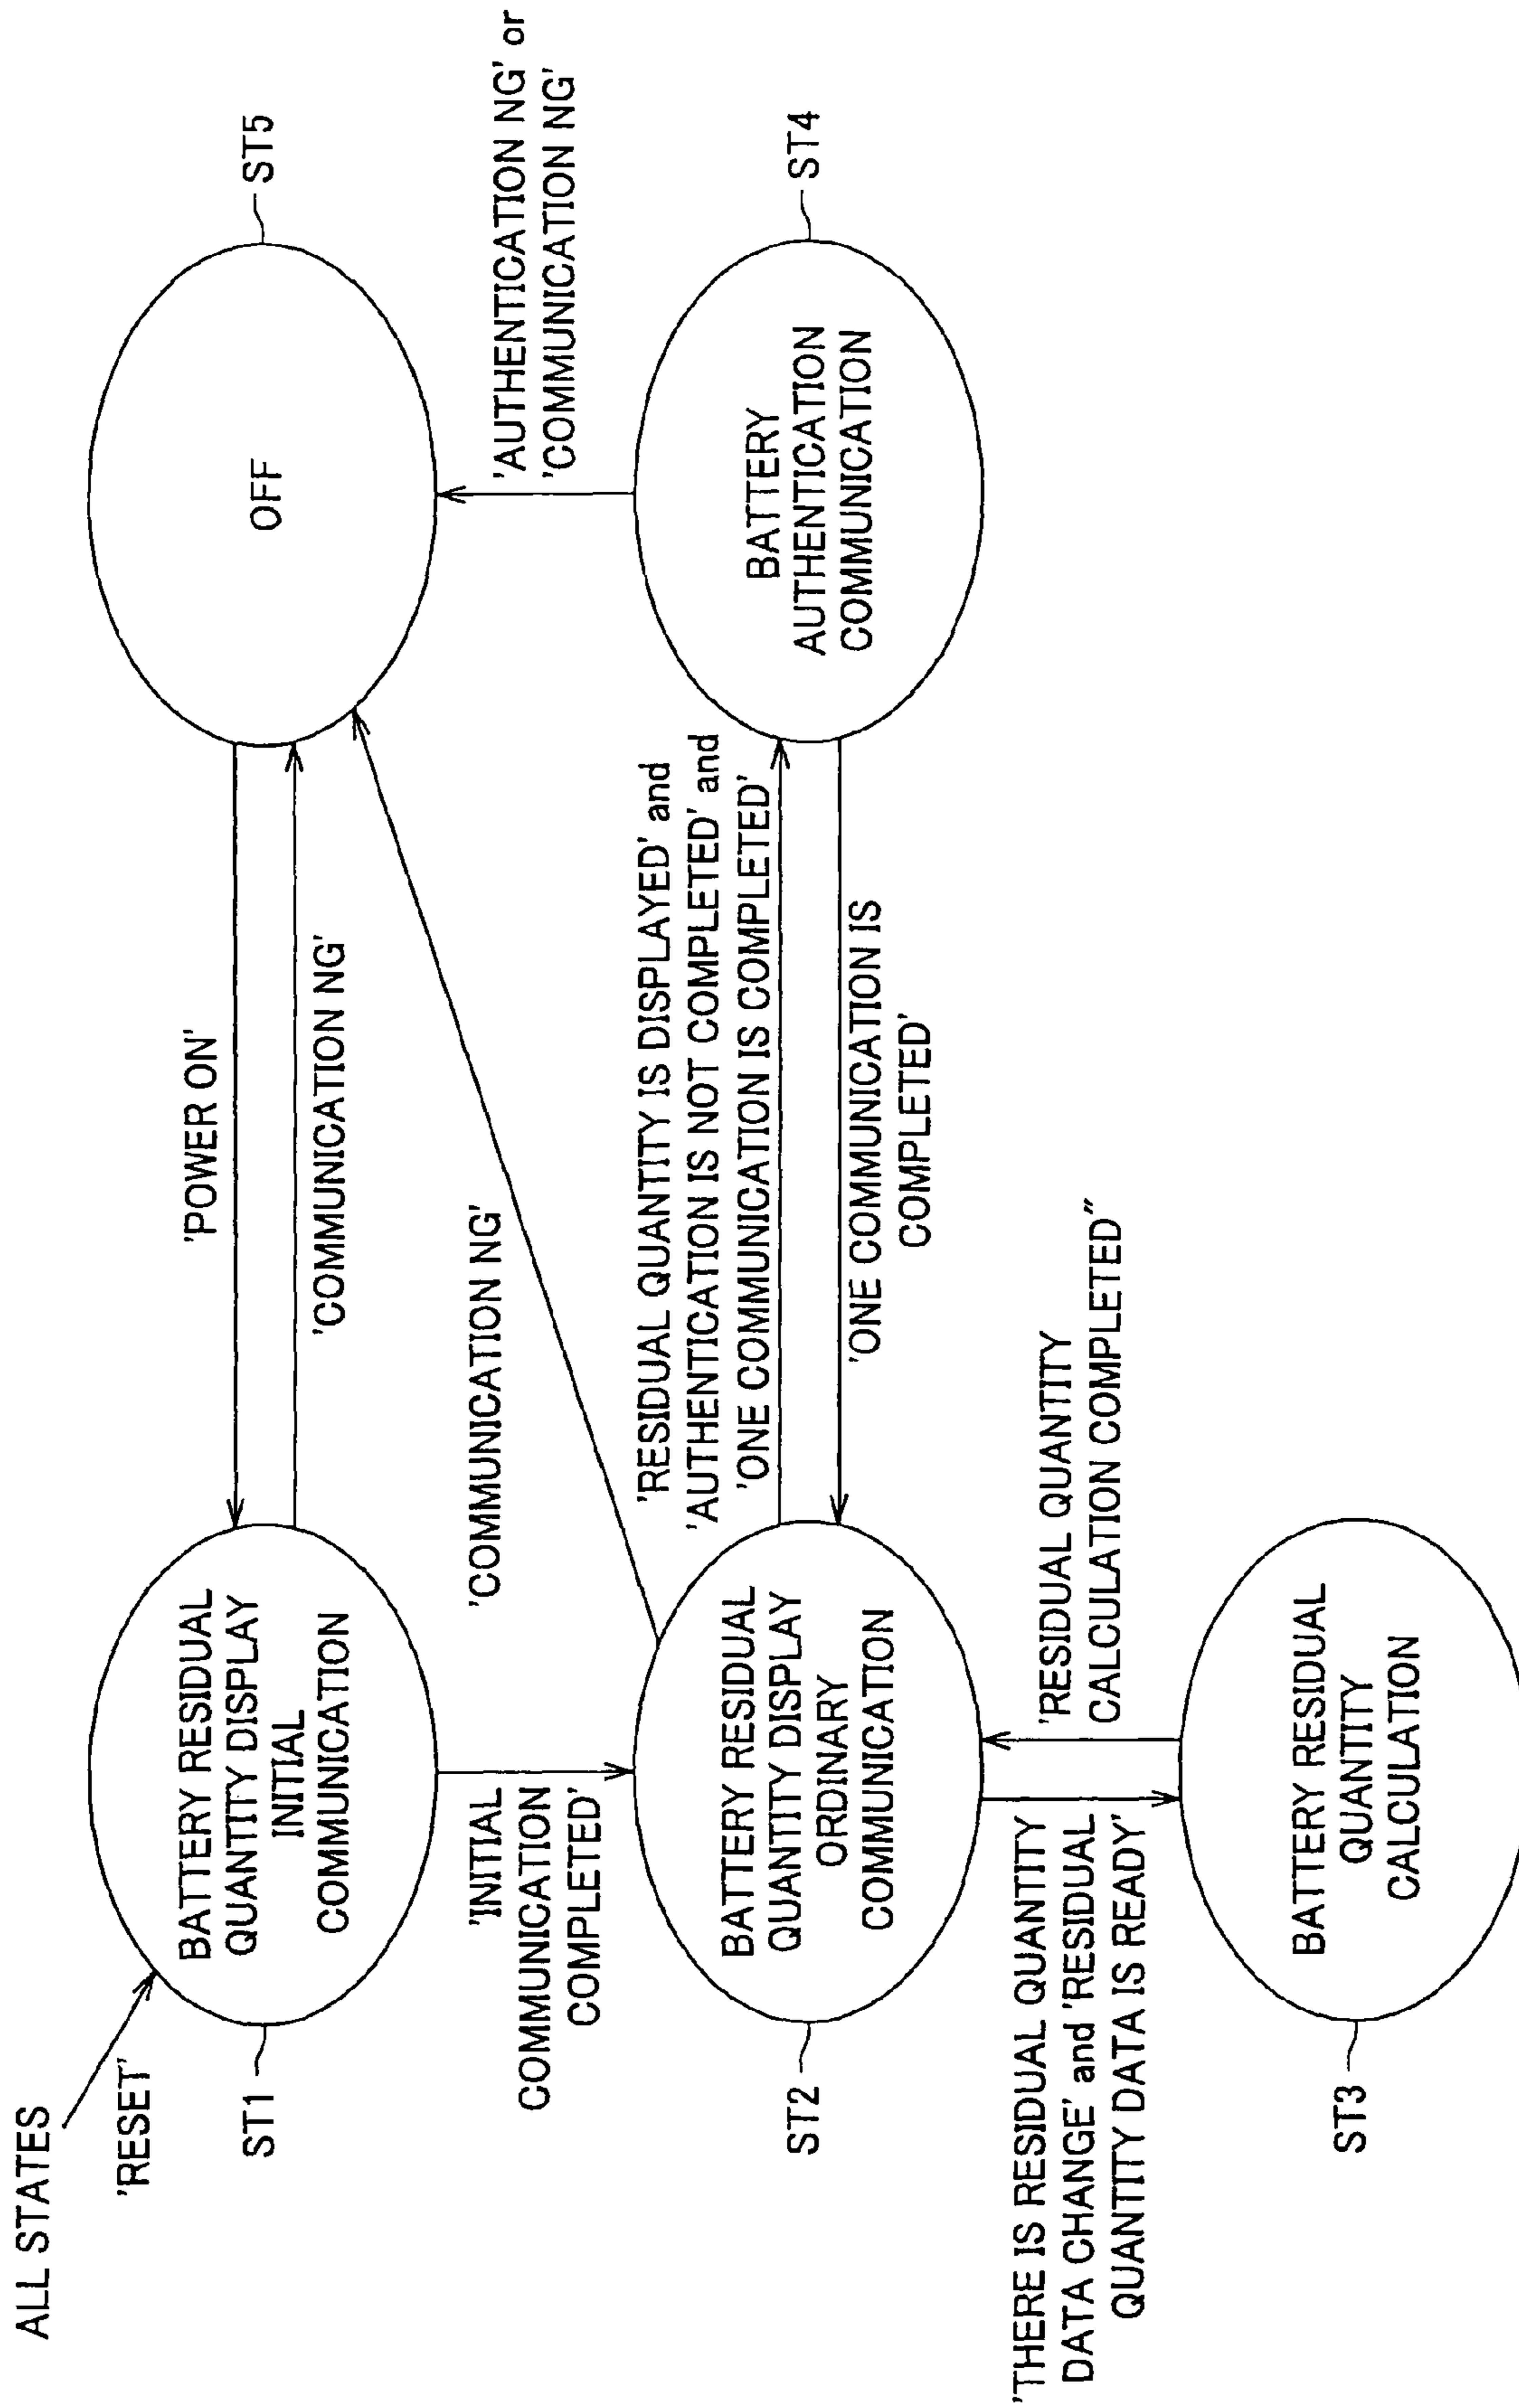 ALL STATES
'RESET'
ST1
BATTERY RESIDUAL
QUANTITY DISPLAY
INITIAL
COMMUNICATION
'POWER ON'
'COMMUNICATION NG'
OFF
ST5
'INITIAL
COMMUNICATION
COMPLETED'
'COMMUNICATION NG'
'AUTHENTICATION NG' or
'COMMUNICATION NG'
ST2
BATTERY RESIDUAL
QUANTITY DISPLAY
ORDINARY
COMMUNICATION
'RESIDUAL QUANTITY IS DISPLAYED' and
'AUTHENTICATION IS NOT COMPLETED' and
'ONE COMMUNICATION IS COMPLETED'
'ONE COMMUNICATION IS
COMPLETED'
BATTERY
AUTHENTICATION
COMMUNICATION
ST4
'THERE IS RESIDUAL QUANTITY
DATA CHANGE' and 'RESIDUAL
QUANTITY DATA IS READY'
'RESIDUAL QUANTITY
CALCULATION COMPLETED"
ST3
BATTERY RESIDUAL
QUANTITY
CALCULATION